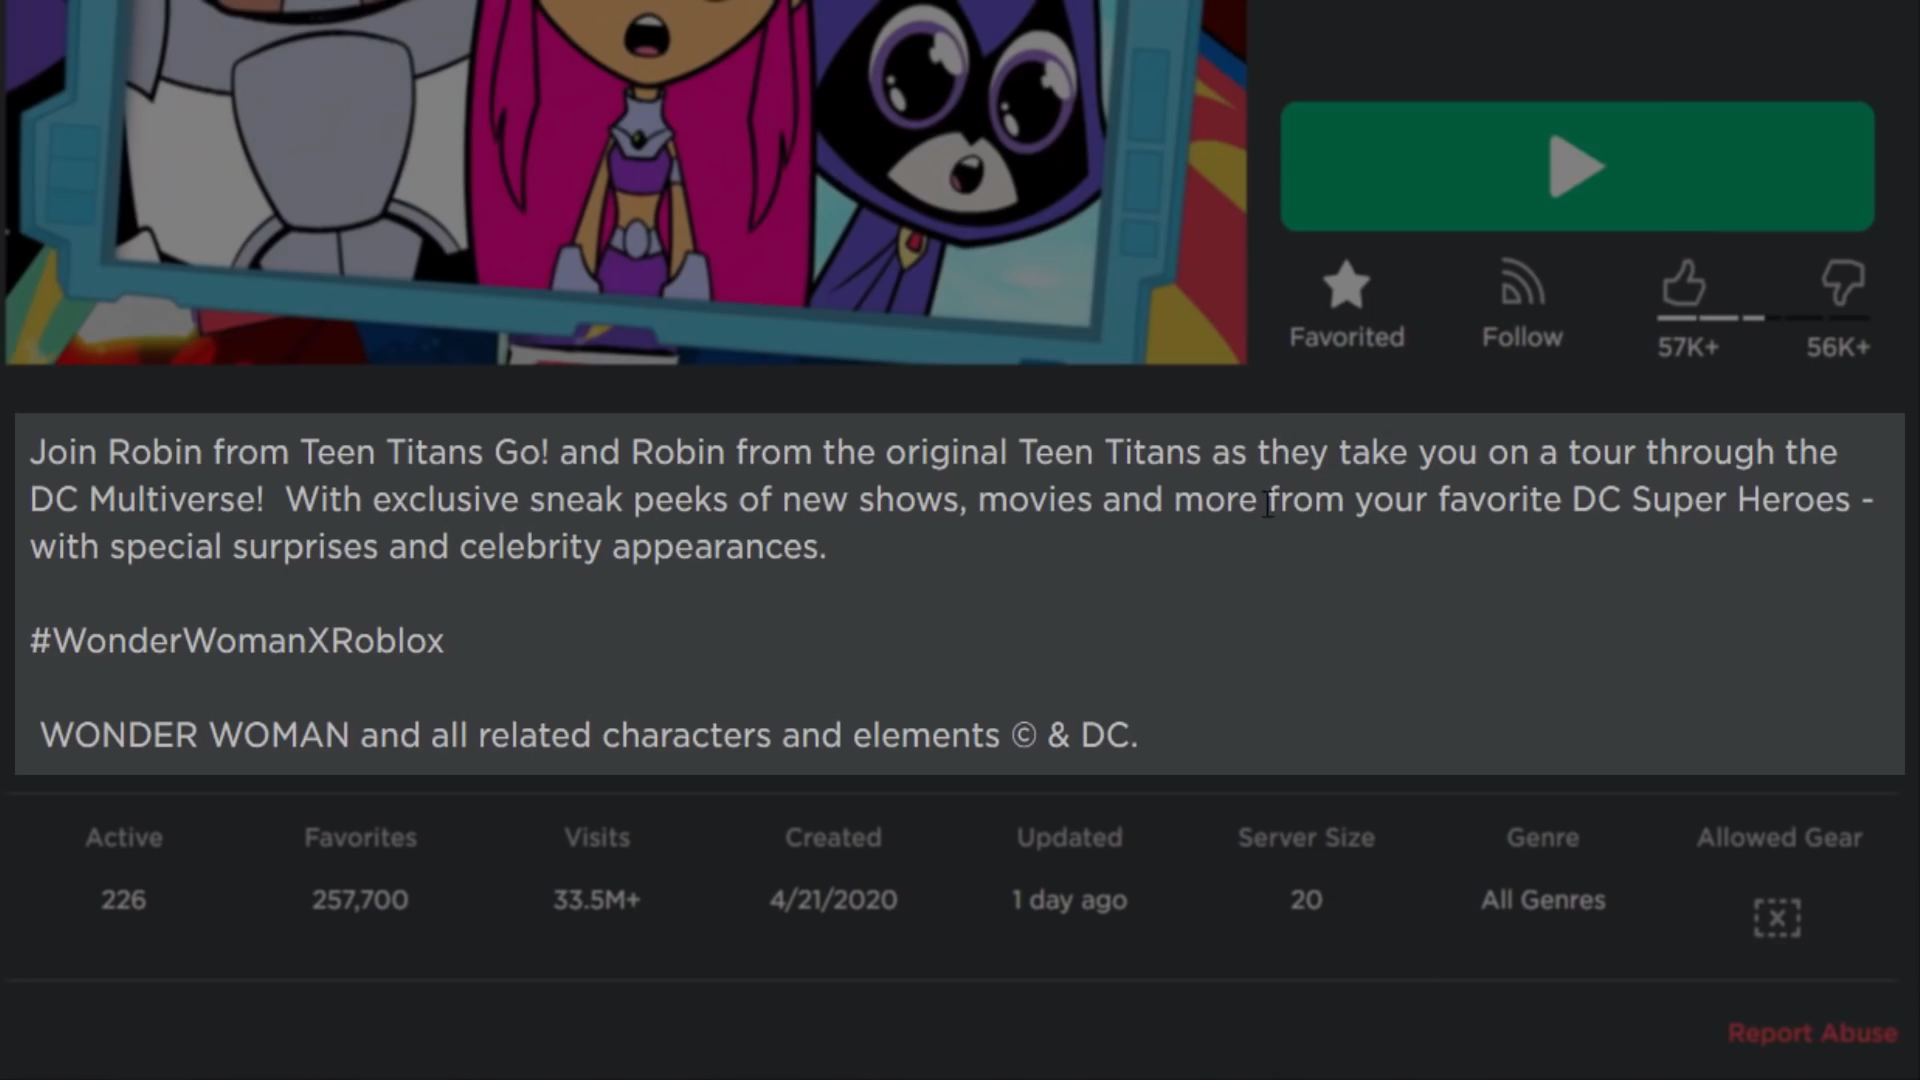 Favorited
Follow
57K+
56K+
Join Robin from Teen Titans Go! and Robin from the original Teen Titans as they take you on a tour through the
DC Multiverse!  With exclusive sneak peeks of new shows, movies and more from your favorite DC Super Heroes -
with special surprises and celebrity appearances.
#WonderWomanXRoblox
WONDER WOMAN and all related characters and elements © & DC.
Active Favorites Visits Created Updated Server Size Genre Allowed Gear
226 257,700 33.5M+ 4/21/2020 1 day ago 20 All Genres
Report Abuse